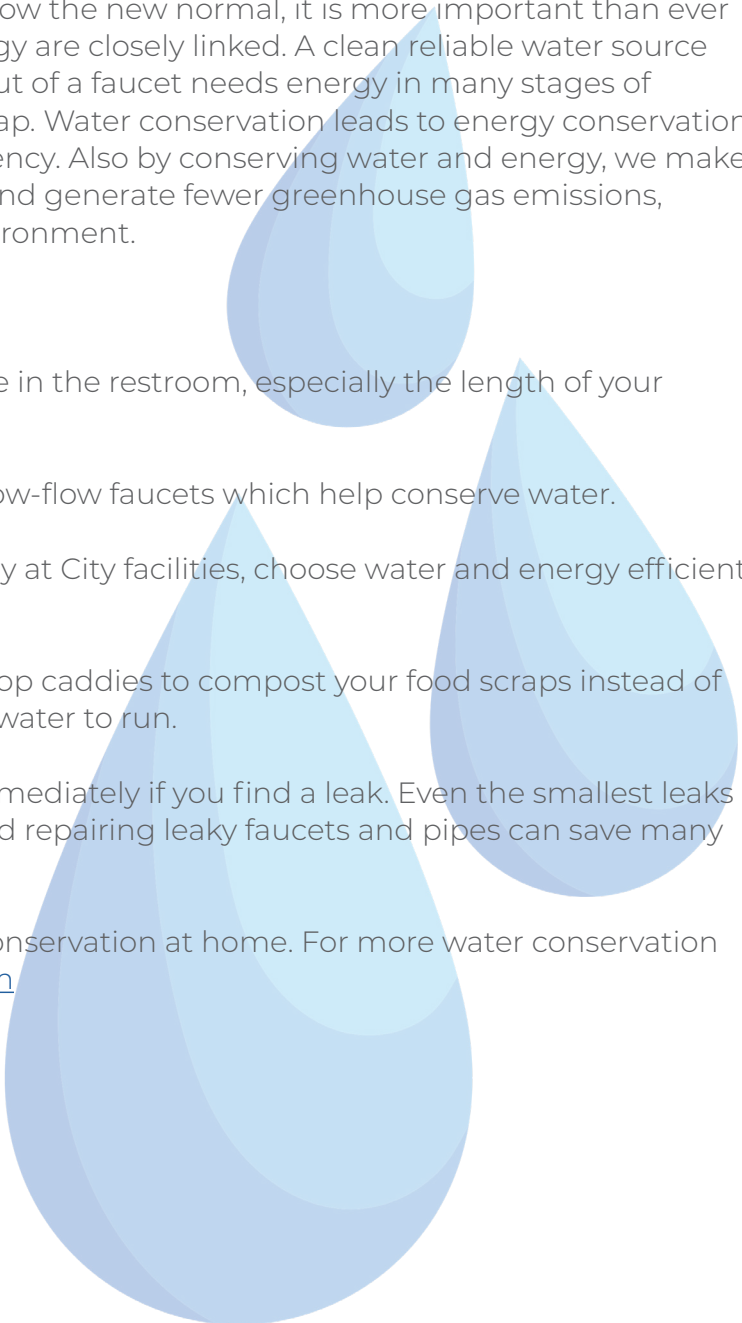 ow the new normal, it is more important than ever
gy are closely linked. A clean reliable water source
ut of a faucet needs energy in many stages of
ap. Water conservation leads to energy conservation
ency. Also by conserving water and energy, we make
nd generate fewer greenhouse gas emissions,
ronment.
e in the restroom, especially the length of your
ow-flow faucets which help conserve water.
y at City facilities, choose water and energy efficient
op caddies to compost your food scraps instead of
water to run.
mediately if you find a leak. Even the smallest leaks
d repairing leaky faucets and pipes can save many
onservation at home. For more water conservation
n